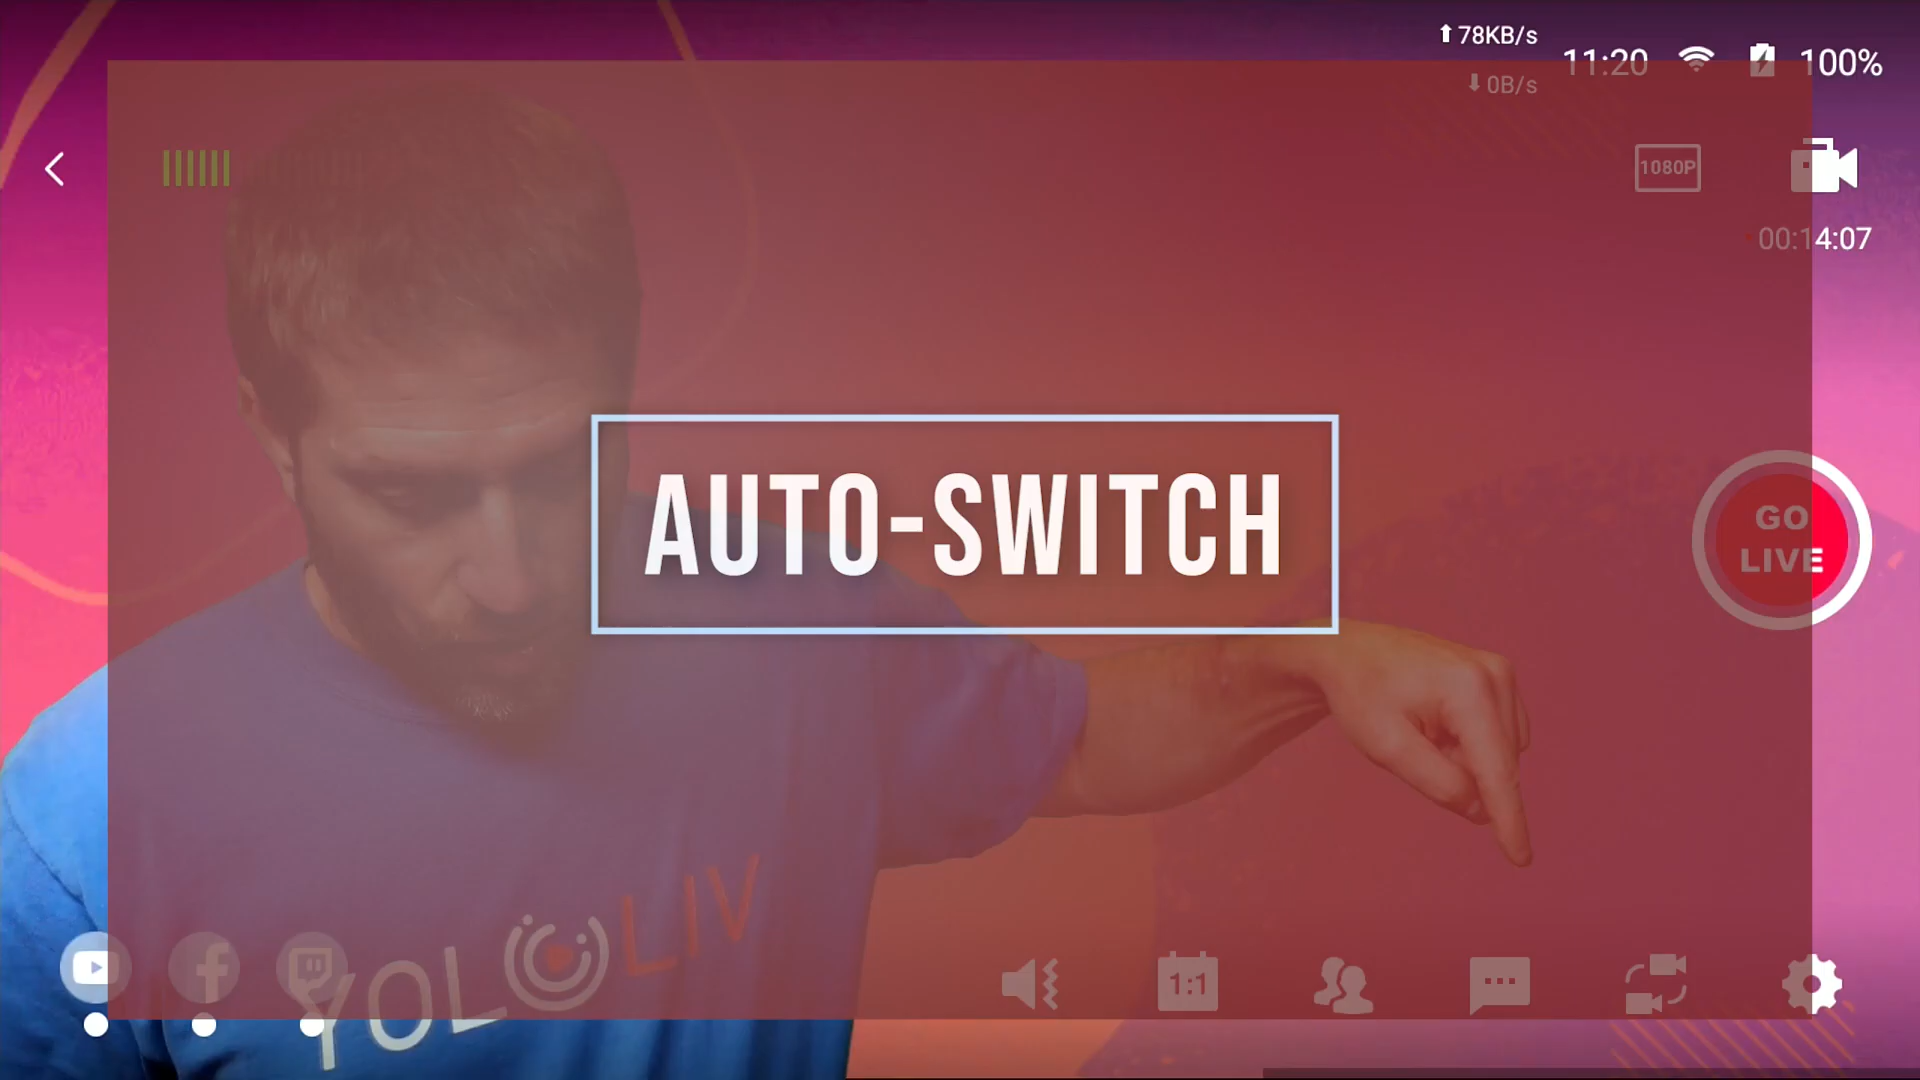 78KB/s
0B/s
11:20
100%
1080P
00:14:07
AUTO-SWITCH
GO
LIVE
YOLOLIV
1:1